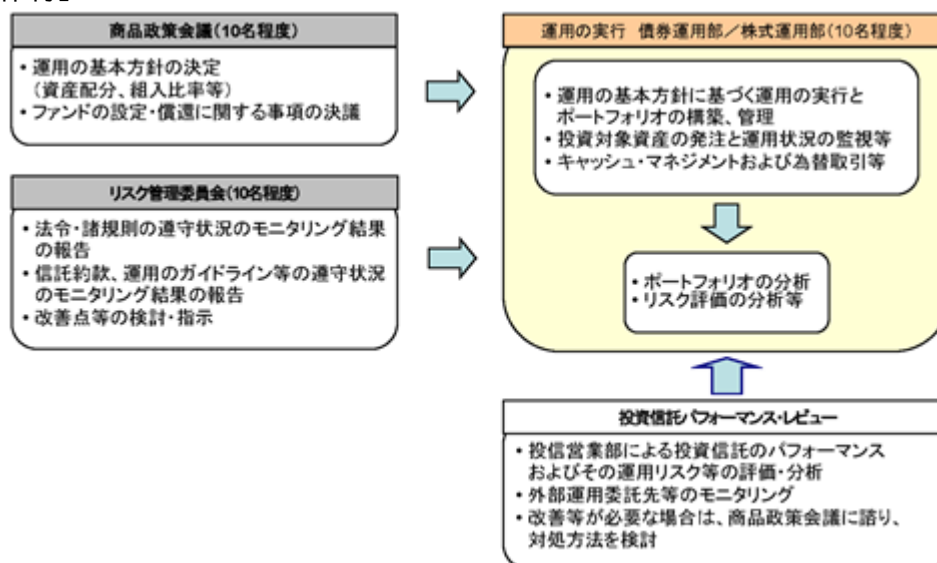 商品政策会議(10名程度)
・運用の基本方針の決定
(資産配分、組入比率等)
・ファンドの設定・償還に関する事項の決議
リスク管理委員会(10名程度)
・法令・諸規則の遵守状況のモニタリング結果
の報告
・信託約款、運用のガイドライン等の遵守状況
のモニタリング結果の報告
・改善点等の検討・指示
運用の実行 債券運用部/株式運用部(10名程度)
・運用の基本方針に基づく運用の実行と
ポートフォリオの構築、管理
・投資対象資産の発注と運用状況の監視等
・キャッシュ・マネジメントおよび為替取引等
・ポートフォリオの分析
・リスク評価の分析等
投資信託パフォーマンス・レビュー
・投信営業部による投資信託のパフォーマンス
およびその運用リスク等の評価・分析
・外部運用委託先等のモニタリング
・改善等が必要な場合は、商品政策会議に諮り、
対処方法を検討